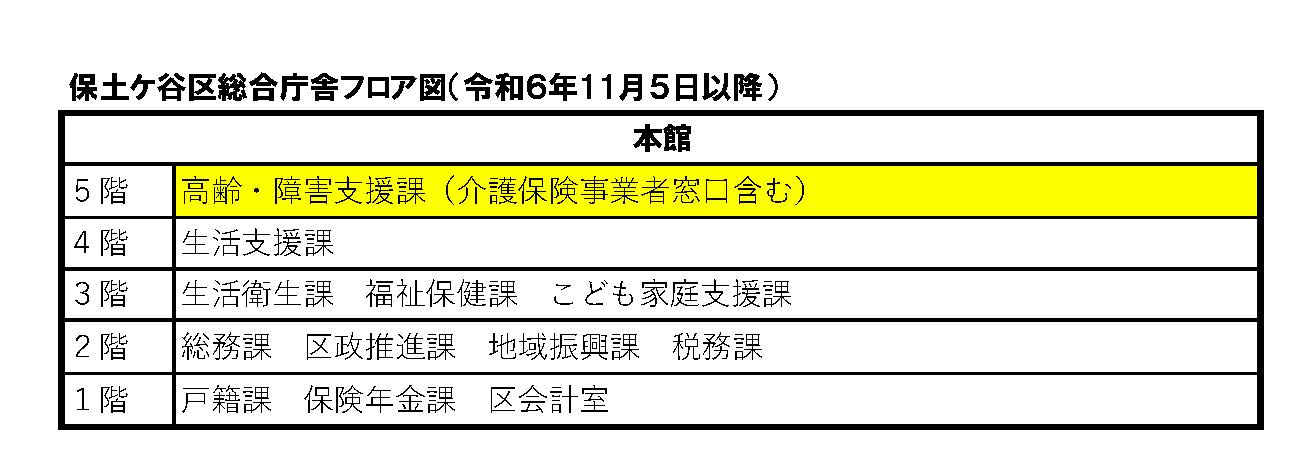 保土ケ谷区総合庁舎フロア図(令和6年11月5日以降)
本館
5階 高齢・障害支援課（介護保険事業者窓口含む）
4階 生活支援課
3階 生活衛生課　福祉保健課　こども家庭支援課
2階 総務課　区政推進課　地域振興課　税務課
1階 戸籍課　保険年金課　区会計室